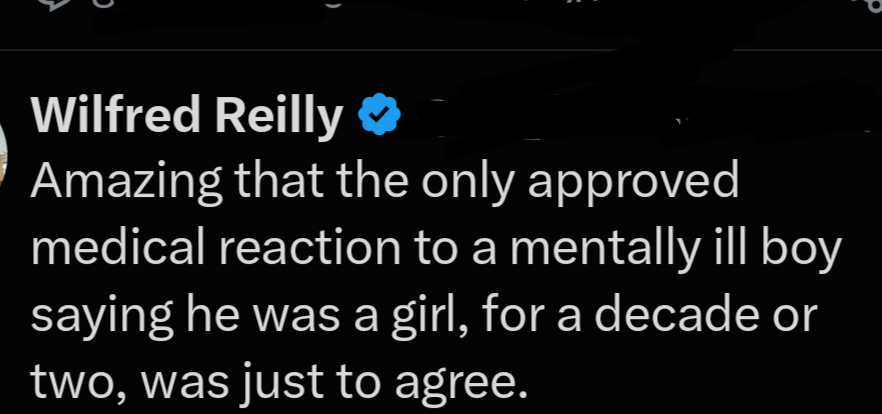 Wilfred Reilly
Amazing that the only approved
medical reaction to a mentally ill boy
saying he was a girl, for a decade or
two, was just to agree.